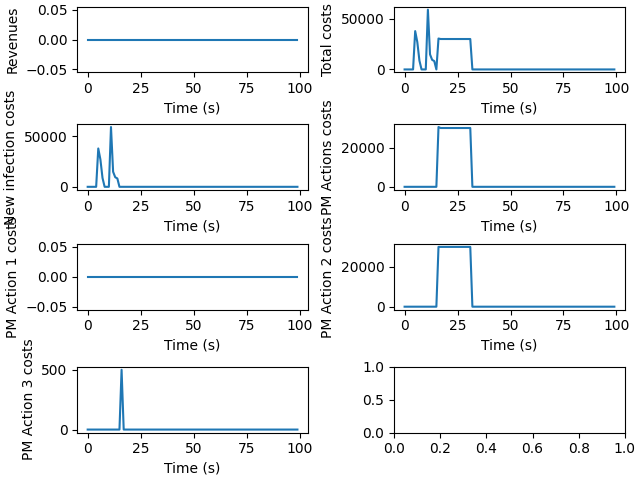 Revenues
0.05
0.00
−0.05
0 25 50 75 100
Time (s)
Total costs
50000
0
0 25 50 75 100
Time (s)
New infection costs
50000
0
0 25 50 75 100
Time (s)
PM Actions costs
20000
0
0 25 50 75 100
Time (s)
PM Action 1 costs
0.05
0.00
−0.05
0 25 50 75 100
Time (s)
PM Action 2 costs
20000
0
0 25 50 75 100
Time (s)
PM Action 3 costs
500
0
0 25 50 75 100
Time (s)
1.0
0.5
0.0
0.0 0.2 0.4 0.6 0.8 1.0